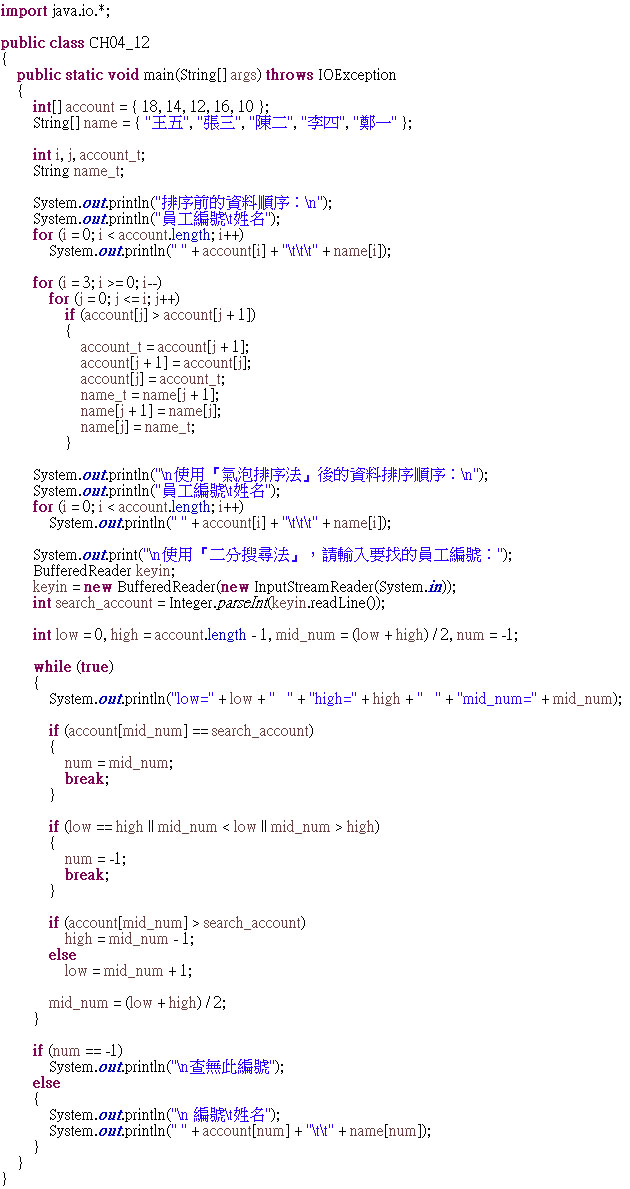 import java.io.*;

public class CH04_12
{
    public static void main(String[] args) throws IOException
    {
        int[] account = { 18, 14, 12, 16, 10 };
        String[] name = { "王五", "張三", "陳二", "李四", "鄭一" };

        int i, j, account_t;
        String name_t;

        System.out.println("排序前的資料順序：\n");
        System.out.println("員工編號\t姓名");
        for (i = 0; i < account.length; i++)
            System.out.println(" " + account[i] + "\t\t\t" + name[i]);

        for (i = 3; i >= 0; i--)
            for (j = 0; j <= i; j++)
                if (account[j] > account[j + 1])
                {
                    account_t = account[j + 1];
                    account[j + 1] = account[j];
                    account[j] = account_t;
                    name_t = name[j + 1];
                    name[j + 1] = name[j];
                    name[j] = name_t;
                }

        System.out.println("\n使用『氣泡排序法』後的資料排序順序：\n");
        System.out.println("員工編號\t姓名");
        for (i = 0; i < account.length; i++)
            System.out.println(" " + account[i] + "\t\t\t" + name[i]);

        System.out.print("\n使用『二分搜尋法』，請輸入要找的員工編號：");
        BufferedReader keyin;
        keyin = new BufferedReader(new InputStreamReader(System.in));
        int search_account = Integer.parseInt(keyin.readLine());

        int low = 0, high = account.length - 1, mid_num = (low + high) / 2, num = -1;

        while (true)
        {
            System.out.println("low=" + low + "   " + "high=" + high + "   " + "mid_num=" + mid_num);

            if (account[mid_num] == search_account)
            {
                num = mid_num;
                break;
            }

            if (low == high || mid_num < low || mid_num > high)
            {
                num = -1;
                break;
            }

            if (account[mid_num] > search_account)
                high = mid_num - 1;
            else
                low = mid_num + 1;

            mid_num = (low + high) / 2;
        }

        if (num == -1)
            System.out.println("\n查無此編號");
        else
        {
            System.out.println("\n 編號\t姓名");
            System.out.println(" " + account[num] + "\t\t" + name[num]);
        }
    }
}